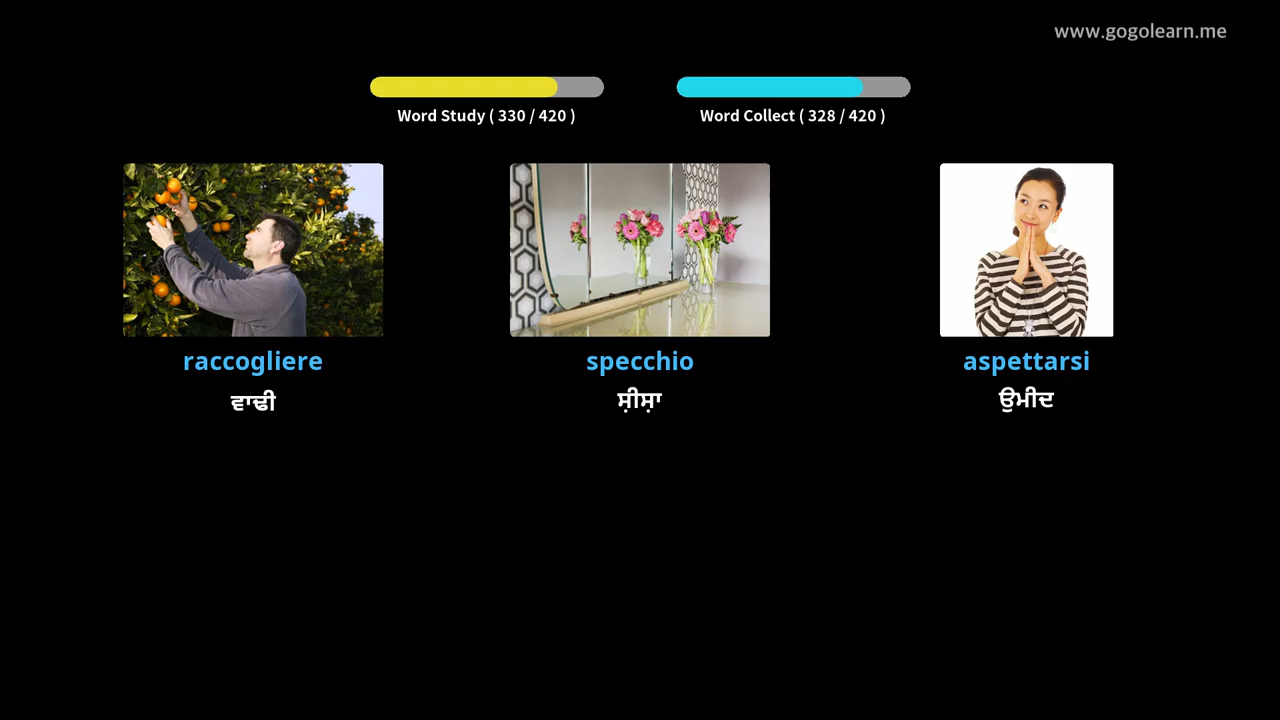 www.gogolearn.me
Word Study ( 330 / 420 )
Word Collect ( 328 / 420 )
raccogliere
specchio
aspettarsi
ਵਾਢੀ
ਸ਼ੀਸ਼ਾ
ਉਮੀਦ